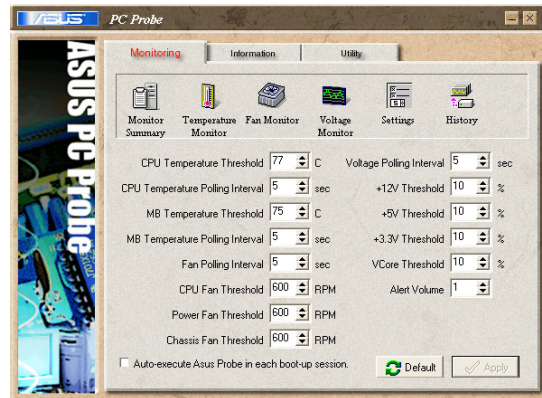 ASUS
PC Probe
ASUS PC Probe
Monitoring
Information
Utility
Monitor Summary
Temperature Monitor
Fan Monitor
Voltage Monitor
Settings
History
CPU Temperature Threshold 77 C
Voltage Polling Interval 5 sec
CPU Temperature Polling Interval 5 sec
+12V Threshold 10 %
MB Temperature Threshold 75 C
+5V Threshold 10 %
MB Temperature Polling Interval 5 sec
+3.3V Threshold 10 %
Fan Polling Interval 5 sec
VCore Threshold 10 %
CPU Fan Threshold 600 RPM
Alert Volume 1
Power Fan Threshold 600 RPM
Chassis Fan Threshold 600 RPM
Auto-execute Asus Probe in each boot-up session.
Default
Apply